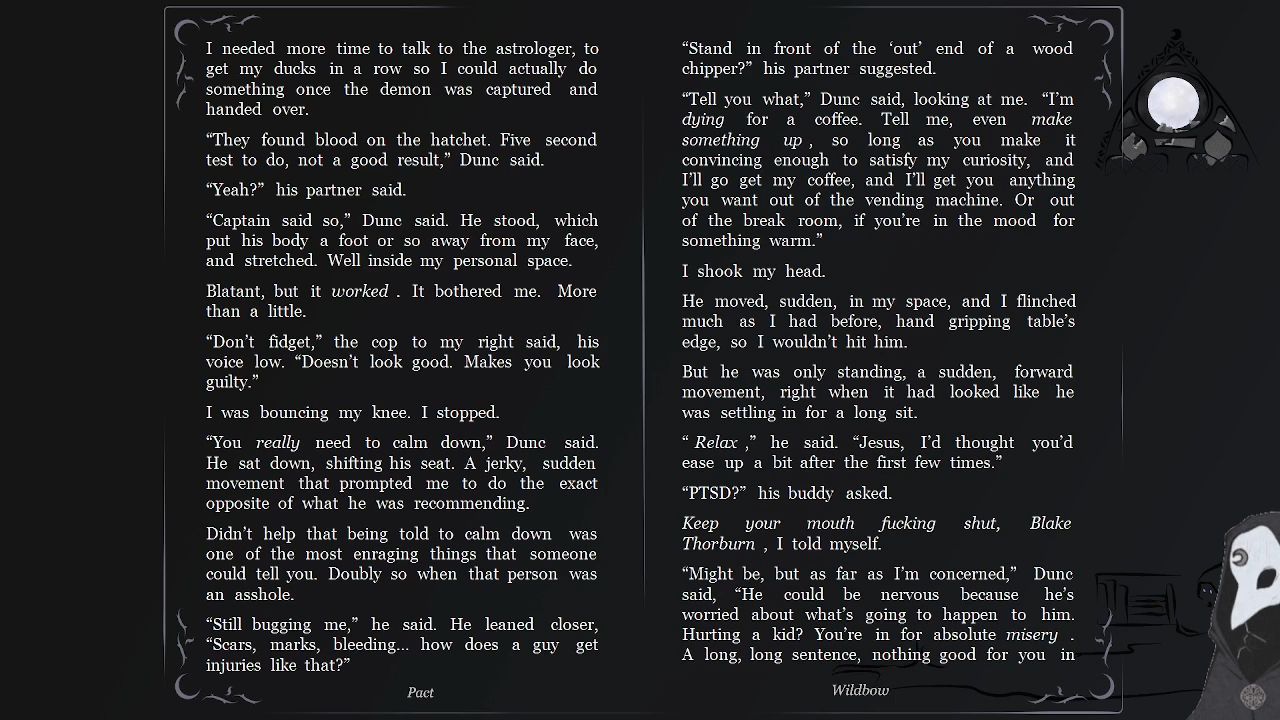 I needed more time to talk to the astrologer, to
get my ducks in a row so I could actually do
something once the demon was captured and
handed over.
“They found blood on the hatchet. Five second
test to do, not a good result,” Dunc said.
“Yeah?” his partner said.
“Captain said so,” Dunc said. He stood, which
put his body a foot or so away from my face,
and stretched. Well inside my personal space.
Blatant, but it worked . It bothered me. More
than a little.
“Don’t fidget,” the cop to my right said, his
voice low. “Doesn’t look good. Makes you look
guilty.”
I was bouncing my knee. I stopped.
“You really need to calm down,” Dunc said.
He sat down, shifting his seat. A jerky, sudden
movement that prompted me to do the exact
opposite of what he was recommending.
Didn’t help that being told to calm down was
one of the most enraging things that someone
could tell you. Doubly so when that person was
an asshole.
“Still bugging me,” he said. He leaned closer,
“Scars, marks, bleeding… how does a guy get
injuries like that?”
Pact
“Stand in front of the ‘out’ end of a wood
chipper?” his partner suggested.
“Tell you what,” Dunc said, looking at me. “I’m
dying for a coffee. Tell me, even make
something up , so long as you make it
convincing enough to satisfy my curiosity, and
I’ll go get my coffee, and I’ll get you anything
you want out of the vending machine. Or out
of the break room, if you’re in the mood for
something warm.”
I shook my head.
He moved, sudden, in my space, and I flinched
much as I had before, hand gripping table’s
edge, so I wouldn’t hit him.
But he was only standing, a sudden, forward
movement, right when it had looked like he
was settling in for a long sit.
“ Relax ,” he said. “Jesus, I’d thought you’d
ease up a bit after the first few times.”
“PTSD?” his buddy asked.
Keep your mouth fucking shut, Blake
Thorburn , I told myself.
“Might be, but as far as I’m concerned,” Dunc
said, “He could be nervous because he’s
worried about what’s going to happen to him.
Hurting a kid? You’re in for absolute misery .
A long, long sentence, nothing good for you in
Wildbow